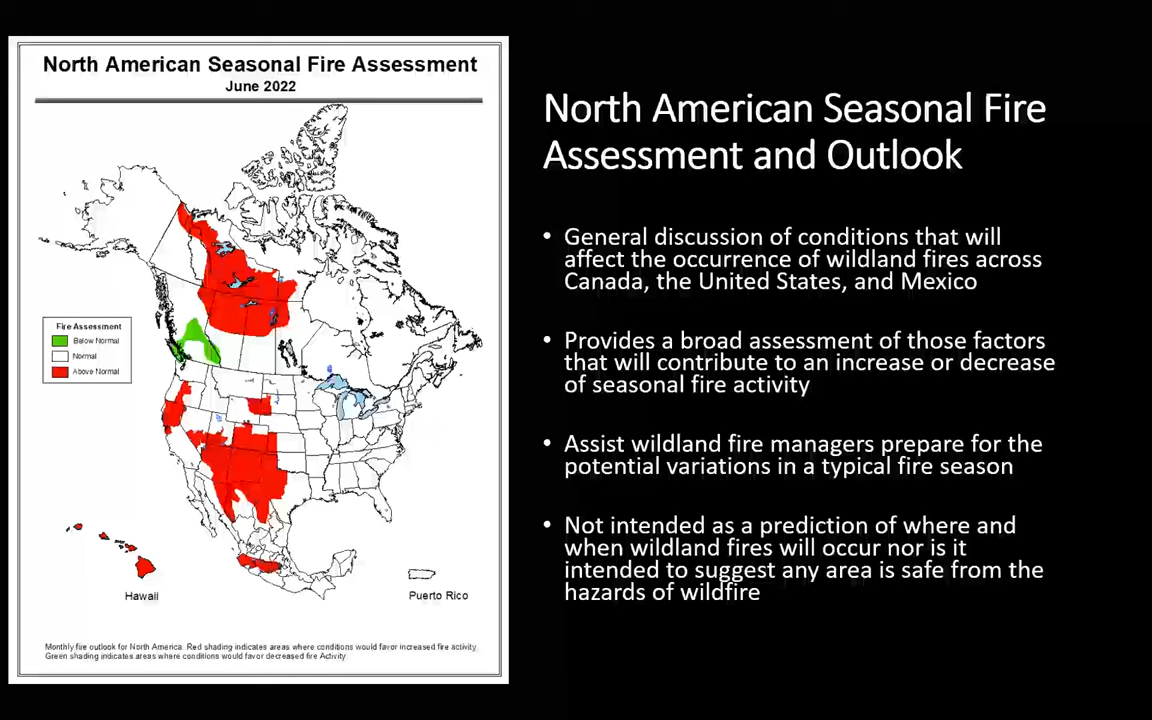 North American Seasonal Fire Assessment
June 2022
Fire Assessment
Below Normal
Normal
Above Normal
Hawaii
Puerto Rico
Monthly fire outlook for North America. Red shading indicates areas where conditions would favor increased fire activity.
Green shading indicates areas where conditions would favor decreased fire Activity
North American Seasonal Fire
Assessment and Outlook
• General discussion of conditions that will
affect the occurrence of wildland fires across
Canada, the United States, and Mexico
• Provides a broad assessment of those factors
that will contribute to an increase or decrease
of seasonal fire activity
• Assist wildland fire managers prepare for the
potential variations in a typical fire season
• Not intended as a prediction of where and
when wildland fires will occur nor is it
intended to suggest any area is safe from the
hazards of wildfire